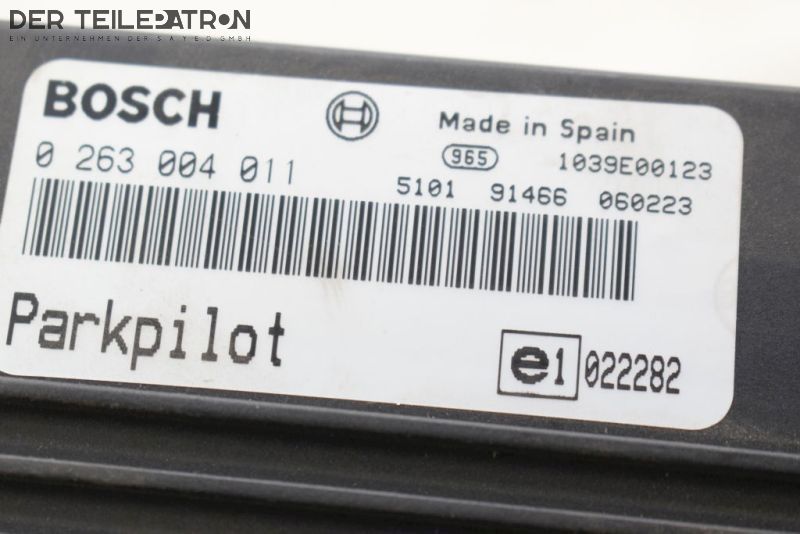 DER TEILEPATRON
EIN UNTERNEHMEN DER S.A.Y.E.D. GMBH
BOSCH
Made in Spain
0 263 004 011
965
1039E00123
5101 91466 060223
Parkpilot
e1 022282